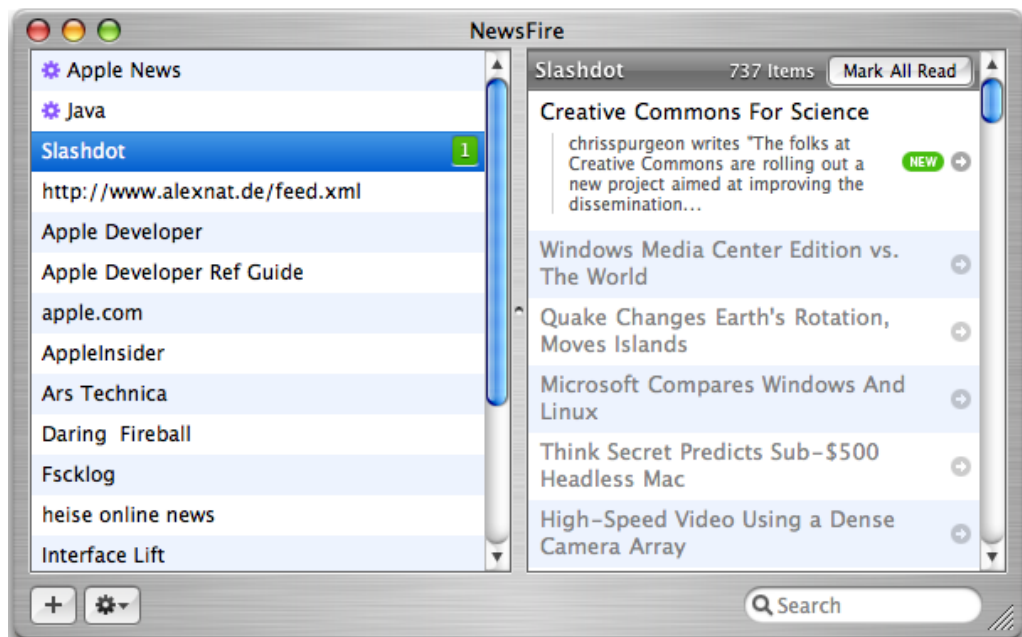 NewsFire
Apple News
Java
Slashdot
1
http://www.alexnat.de/feed.xml
Apple Developer
Apple Developer Ref Guide
apple.com
AppleInsider
Ars Technica
Daring Fireball
Fscklog
heise online news
Interface Lift
Slashdot 737 Items Mark All Read
Creative Commons For Science
chrisspurgeon writes "The folks at
Creative Commons are rolling out a
new project aimed at improving the
dissemination...
NEW
Windows Media Center Edition vs.
The World
Quake Changes Earth's Rotation,
Moves Islands
Microsoft Compares Windows And
Linux
Think Secret Predicts Sub-$500
Headless Mac
High-Speed Video Using a Dense
Camera Array
Search